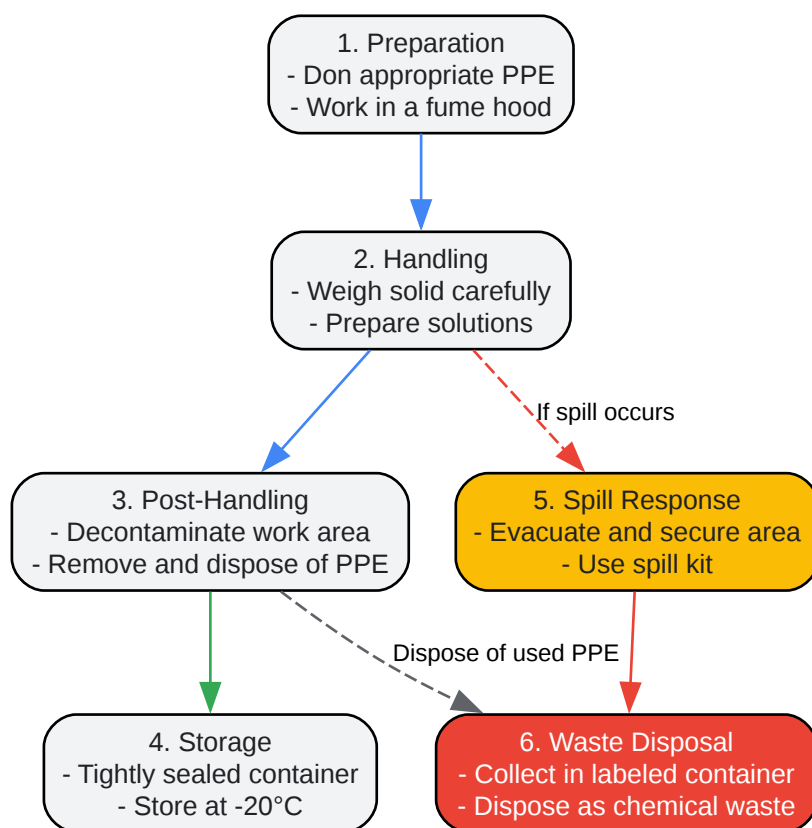 1. Preparation
- Don appropriate PPE
- Work in a fume hood
2. Handling
- Weigh solid carefully
- Prepare solutions
If spill occurs
3. Post-Handling
- Decontaminate work area
- Remove and dispose of PPE
5. Spill Response
- Evacuate and secure area
- Use spill kit
Dispose of used PPE
4. Storage
- Tightly sealed container
- Store at -20°C
6. Waste Disposal
- Collect in labeled container
- Dispose as chemical waste